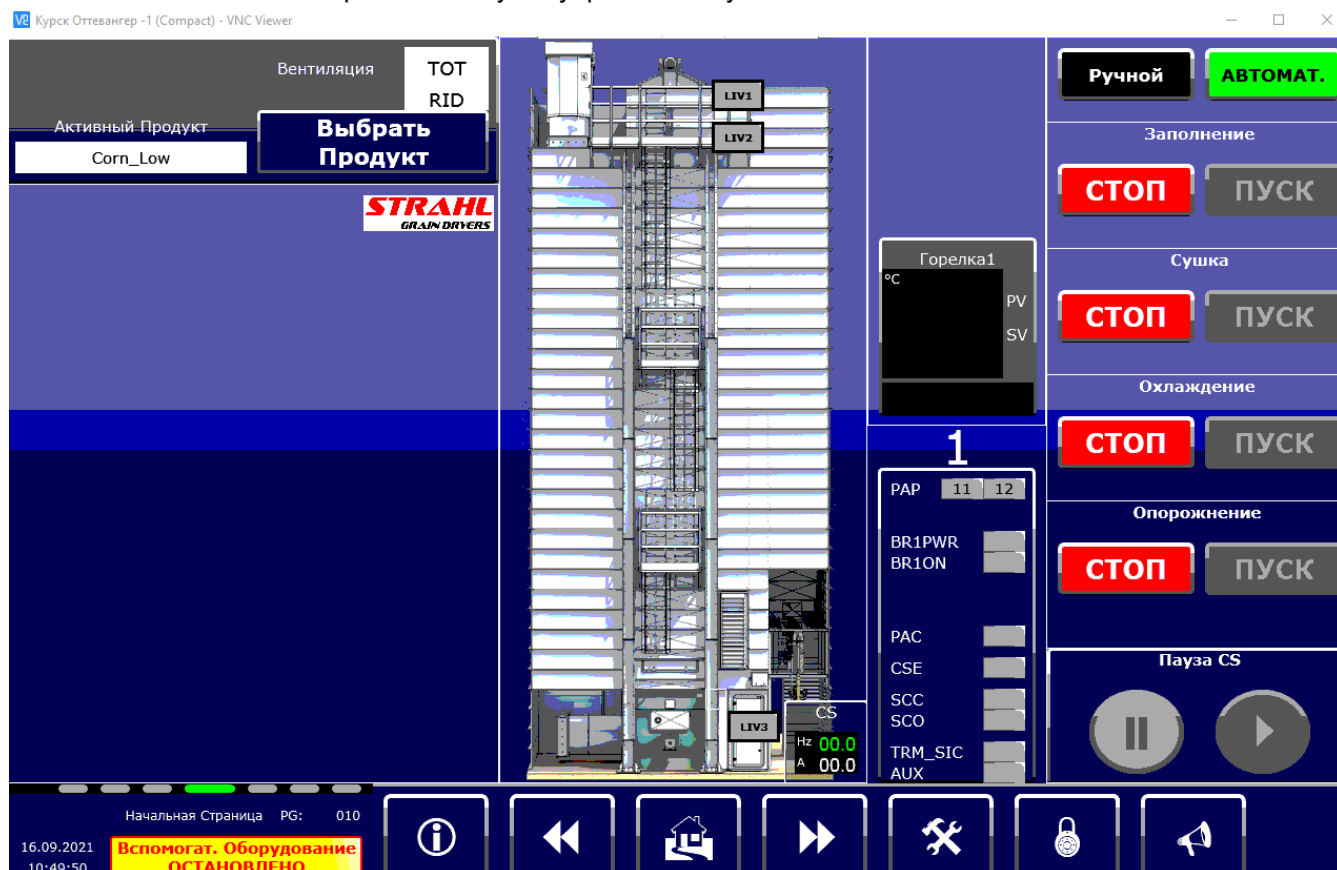 Курск Оттевангер -1 (Compact) - VNC Viewer
Вентиляция
TOT
RID
Активный Продукт
Corn_Low
Выбрать
Продукт
STRAHL
GRAIN DRYERS
LIV1
LIV2
LIV3
CS
Hz 00.0
A 00.0
Горелка1
°C
PV
SV
1
PAP 11 12
BR1PWR
BR1ON
PAC
CSE
SCC
SCO
TRM_SIC
AUX
Ручной
АВТОМАТ.
Заполнение
СТОП ПУСК
Сушка
СТОП ПУСК
Охлаждение
СТОП ПУСК
Опорожнение
СТОП ПУСК
Пауза CS
Начальная Страница PG: 010
16.09.2021
10:49:50
Вспомогат. Оборудование
ОСТАНОВЛЕНО